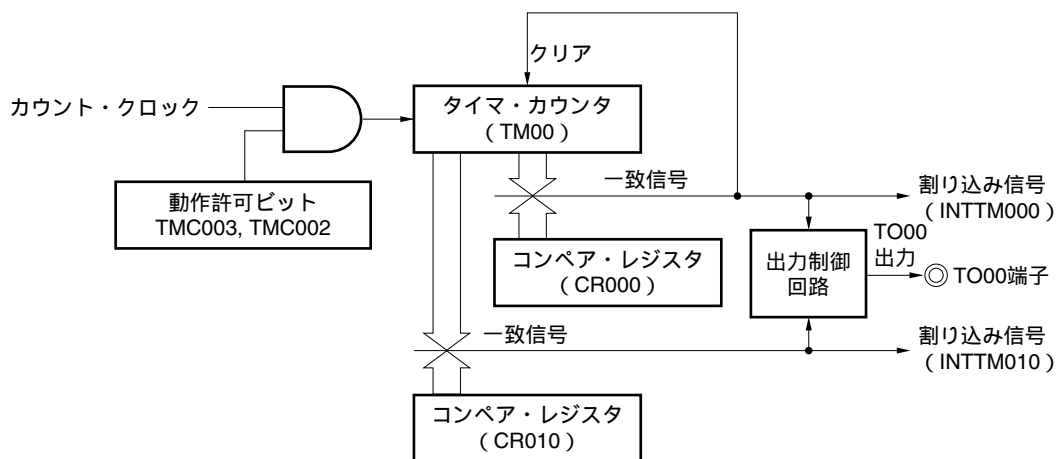 クリア
カウント・クロック
タイマ・カウンタ
(TM00)
動作許可ビット
TMC003, TMC002
一致信号
割り込み信号
(INTTM000)
コンペア・レジスタ
(CR000)
出力制御
回路
TO00
出力
TO00端子
一致信号
割り込み信号
(INTTM010)
コンペア・レジスタ
(CR010)